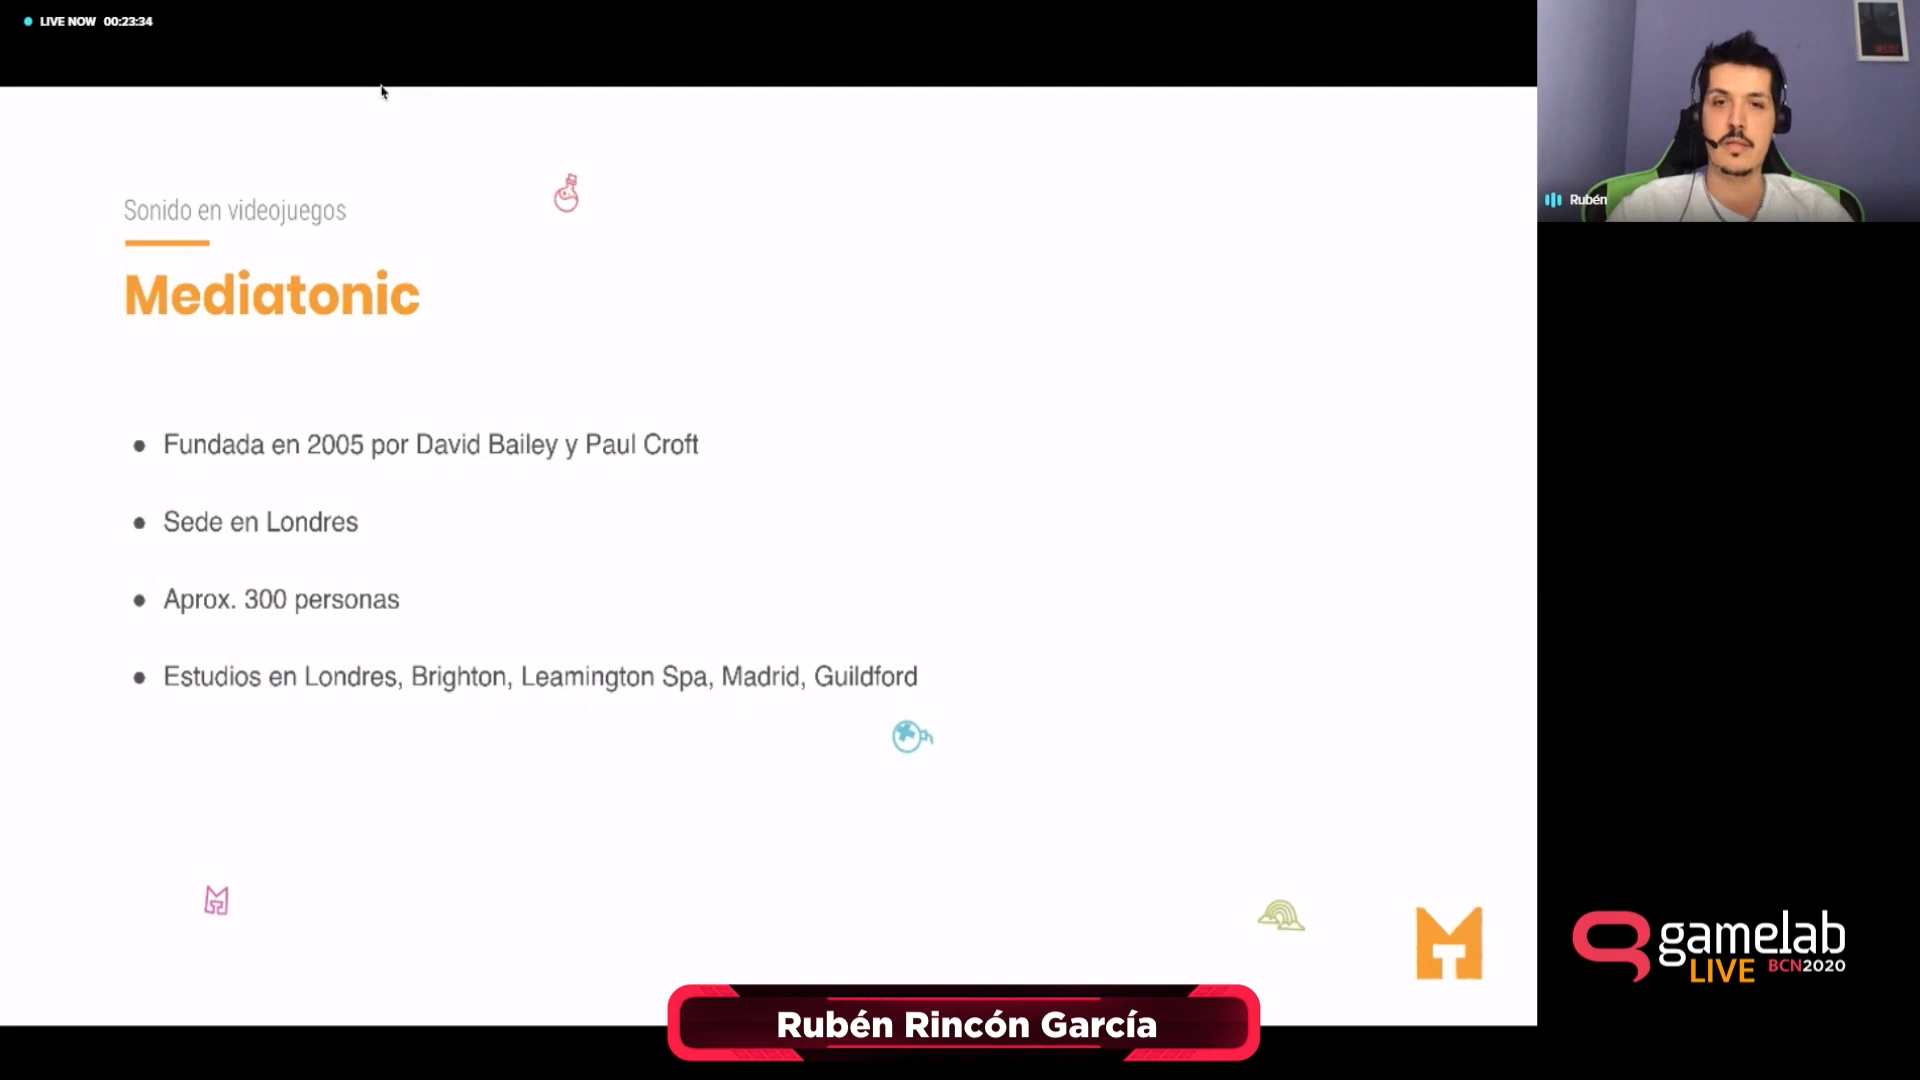 LIVE NOW 00:23:34
INSIDE
Rubén
Sonido en videojuegos
Mediatonic
Fundada en 2005 por David Bailey y Paul Croft
Sede en Londres
Aprox. 300 personas
Estudios en Londres, Brighton, Leamington Spa, Madrid, Guildford
gamelab
LIVE BCN2020
Rubén Rincón García